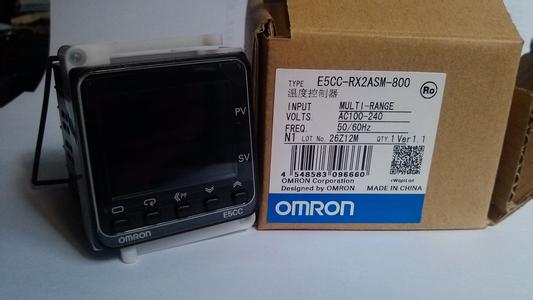 PV
SV
PF
OMRON
E5CC
TYPE E5CC-RX2ASM-800
温度控制器
INPUT MULTI-RANGE
VOLTS. AC100-240
FREQ. 50/60Hz
N1 LOT No 26Z12M QTY. 1 Ver 1.1
4 548583 096660
OMRON Corporation
Designed by OMRON MADE IN CHINA
OMRON
Ro